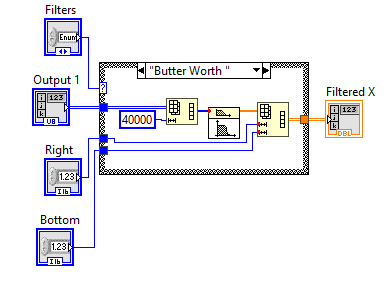 Filters
Enum
"Butter Worth "
?
Output 1
123
U8
40000
Filtered X
123
DBL
Right
1.23
I16
Bottom
1.23
I16